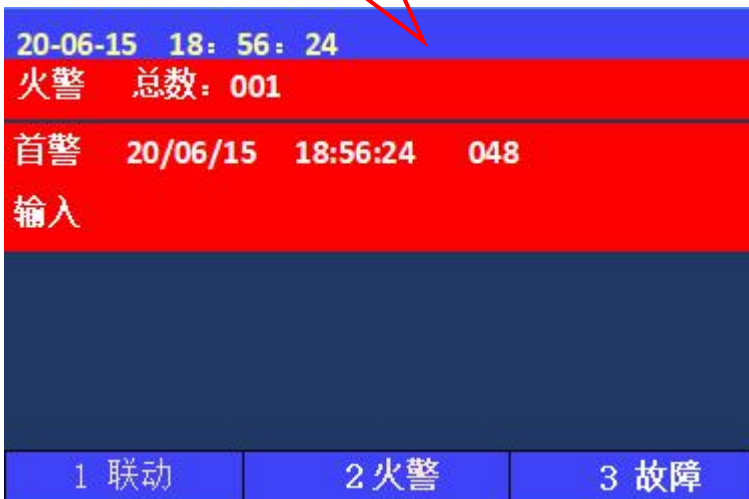 20-06-15 18：56：24
火警 总数：001
首警 20/06/15 18:56:24 048
输入
1 联动 2火警 3 故障